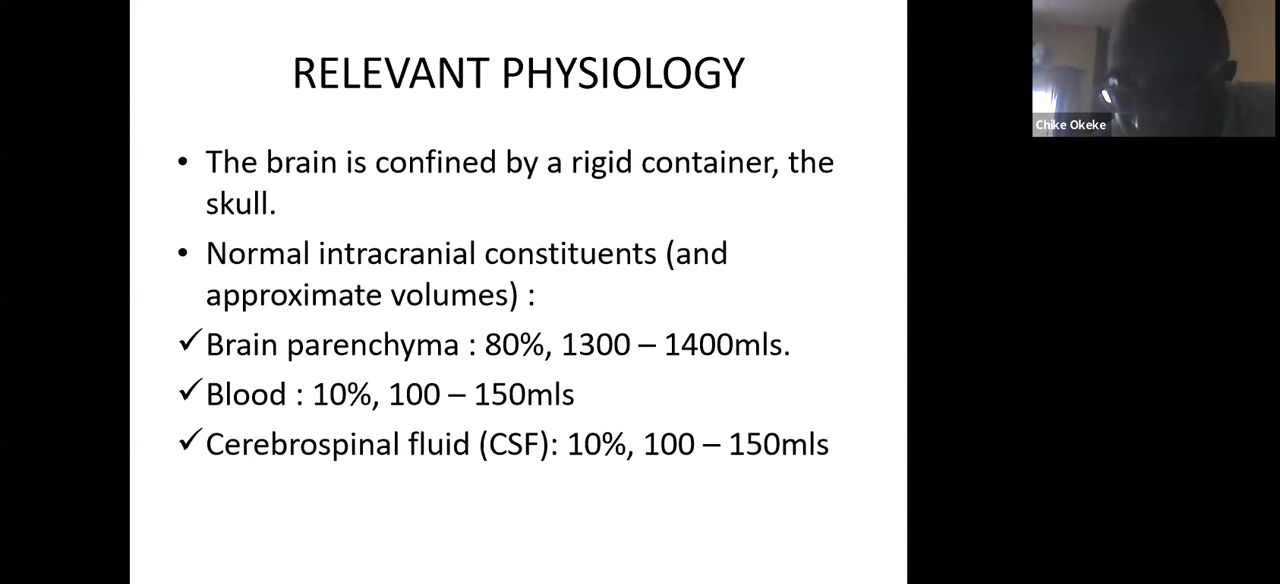 RELEVANT PHYSIOLOGY
• The brain is confined by a rigid container, the
skull.
• Normal intracranial constituents (and
approximate volumes) :
✓Brain parenchyma : 80%, 1300 – 1400mls.
✓Blood : 10%, 100 – 150mls
✓Cerebrospinal fluid (CSF): 10%, 100 – 150mls
Chike Okeke